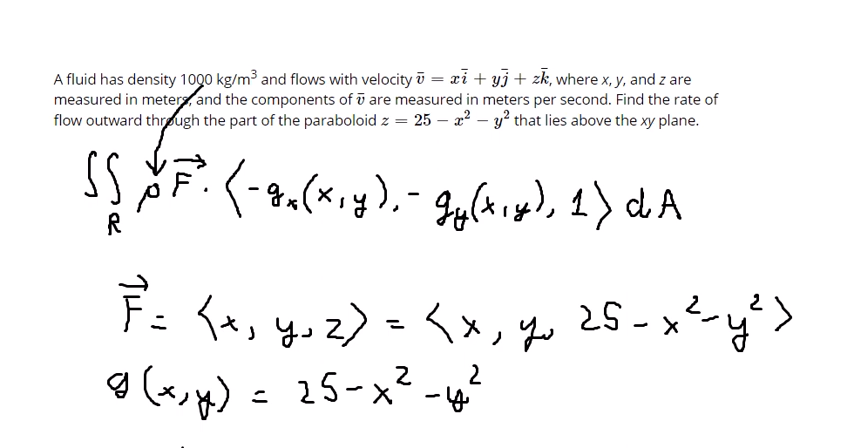 A fluid has density 1000 kg/m³ and flows with velocity v̄ = xī + yj̄ + zk̄, where x, y, and z are
measured in meters, and the components of v̄ are measured in meters per second. Find the rate of
flow outward through the part of the paraboloid z = 25 − x² − y² that lies above the xy plane.
∬_R ρF⃗ · ⟨-gₓ(x,y), -g_y(x,y), 1⟩ dA
F⃗ = ⟨x, y, z⟩ = ⟨x, y, 25-x²-y²⟩
g(x,y) = 25-x²-y²